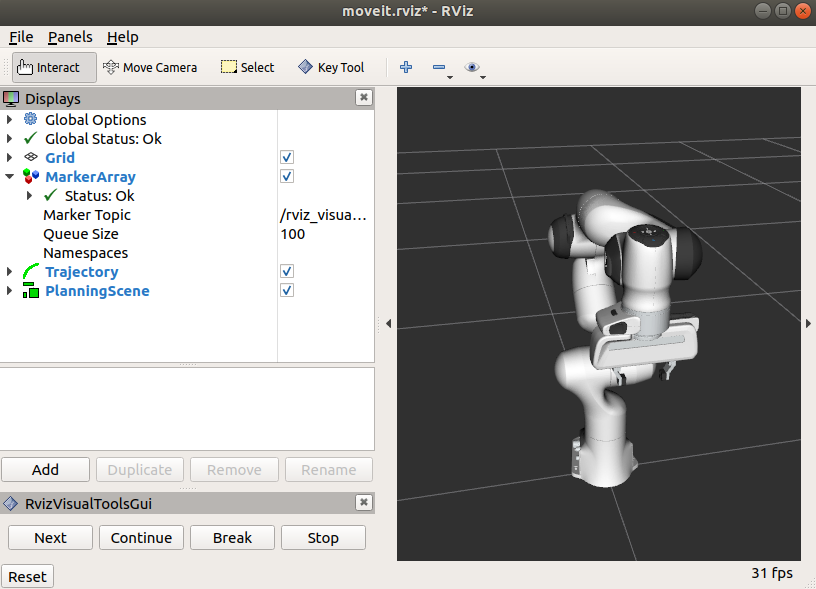 moveit.rviz* - RViz
File Panels Help
Interact Move Camera Select Key Tool
Displays
Global Options
Global Status: Ok
Grid
MarkerArray
Status: Ok
Marker Topic /rviz_visua...
Queue Size 100
Namespaces
Trajectory
PlanningScene
Add Duplicate Remove Rename
RvizVisualToolsGui
Next Continue Break Stop
Reset
31 fps